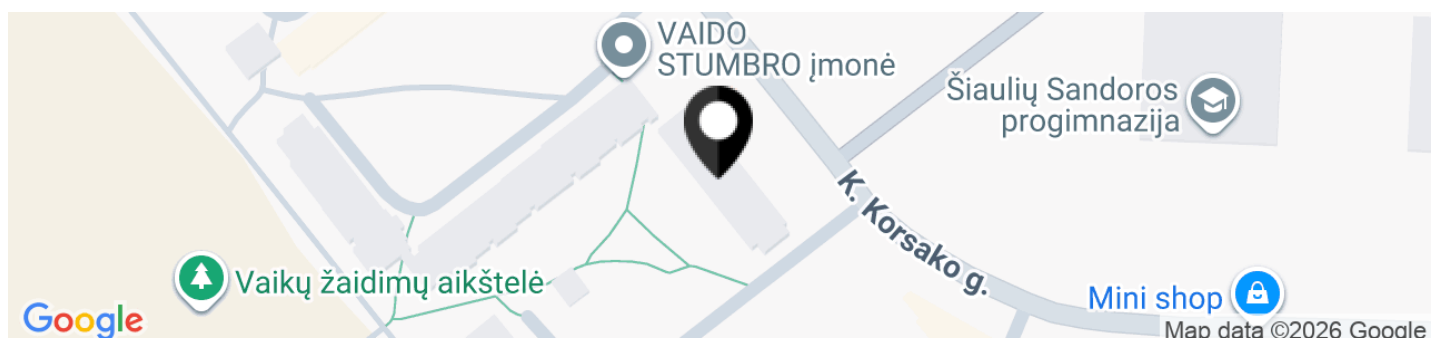 VAIDO
STUMBRO įmonė
Šiaulių Sandoros
progimnazija
K. Korsako g.
Vaikų žaidimų aikštelė
Mini shop
Google
Map data ©2026 Google